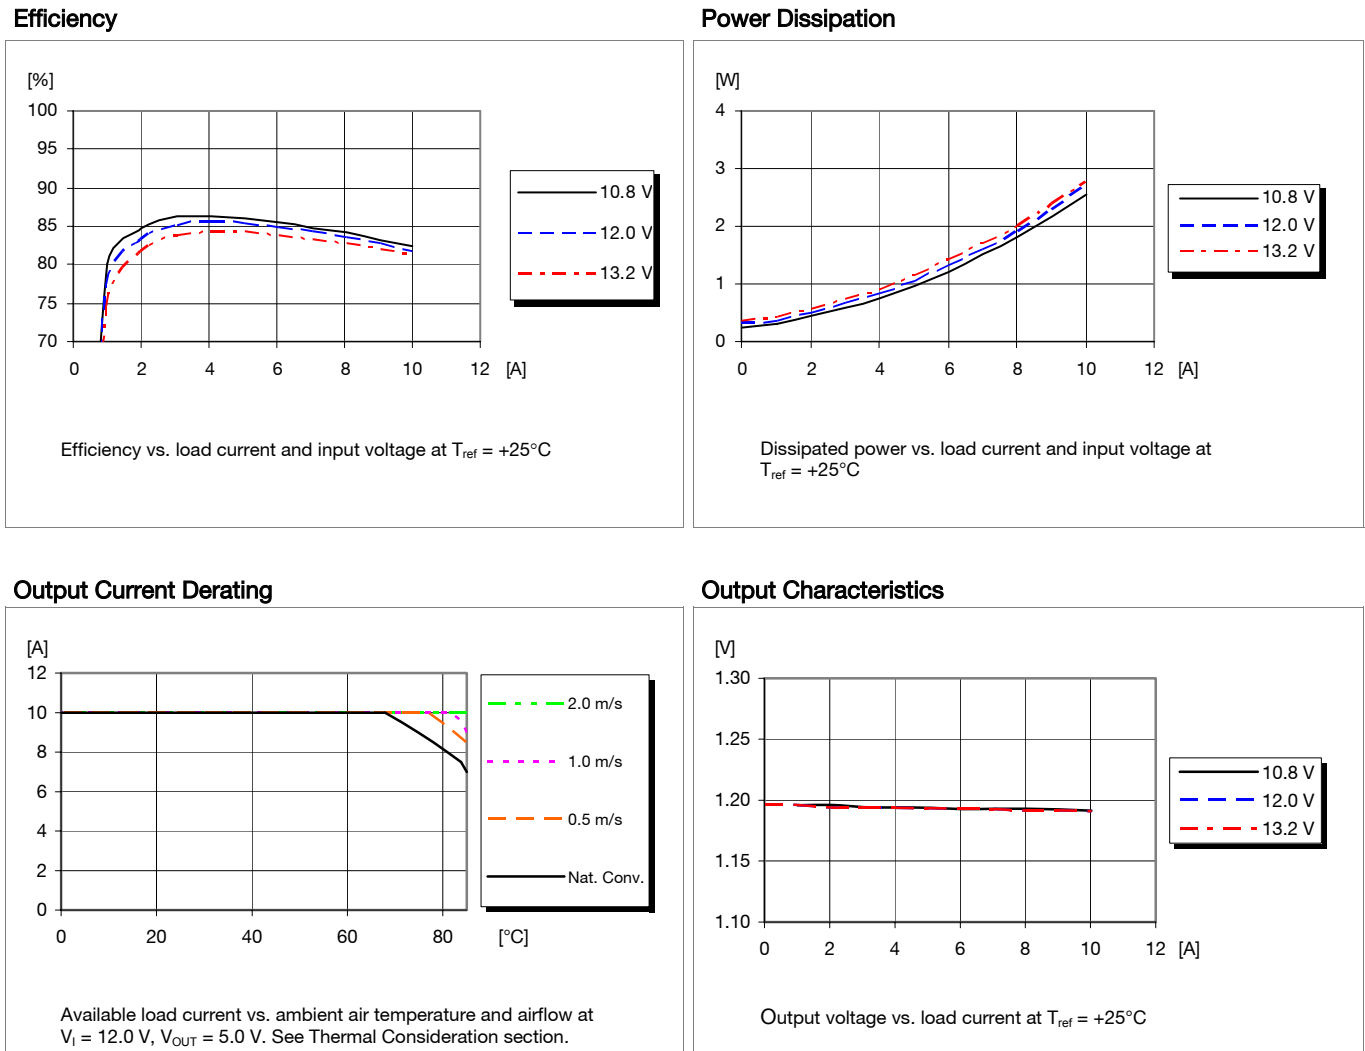 Efficiency
[%]
100
95
90
85
80
75
70
0 2 4 6 8 10 12 [A]
10.8 V
12.0 V
13.2 V
Efficiency vs. load current and input voltage at Tref = +25°C
Power Dissipation
[W]
4
3
2
1
0
0 2 4 6 8 10 12 [A]
10.8 V
12.0 V
13.2 V
Dissipated power vs. load current and input voltage at
Tref = +25°C
Output Current Derating
[A]
12
10
8
6
4
2
0
0 20 40 60 80 [°C]
2.0 m/s
1.0 m/s
0.5 m/s
Nat. Conv.
Available load current vs. ambient air temperature and airflow at
VI = 12.0 V, VOUT = 5.0 V. See Thermal Consideration section.
Output Characteristics
[V]
1.30
1.25
1.20
1.15
1.10
0 2 4 6 8 10 12 [A]
10.8 V
12.0 V
13.2 V
Output voltage vs. load current at Tref = +25°C